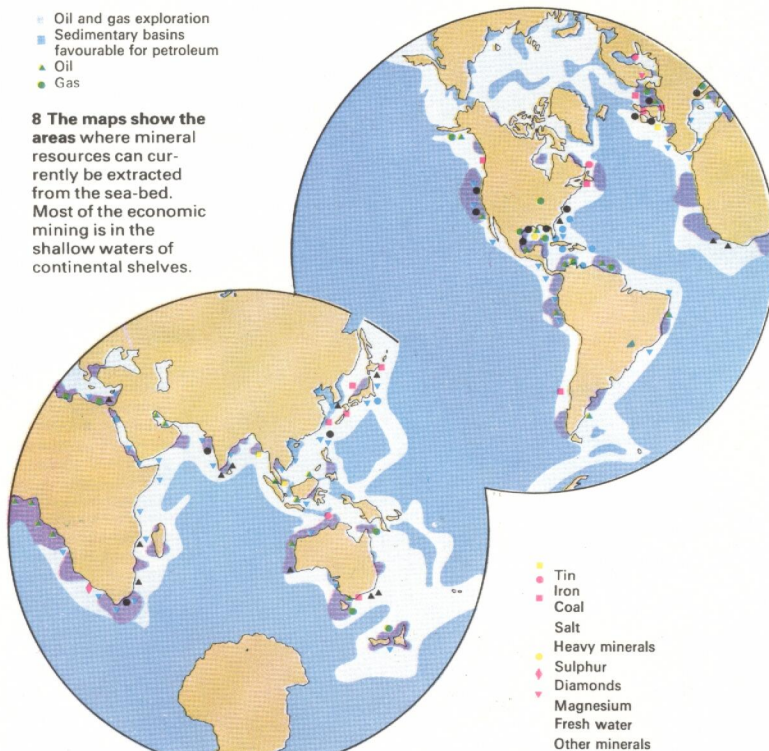 Oil and gas exploration
Sedimentary basins
favourable for petroleum
Oil
Gas
8 The maps show the
areas where mineral
resources can cur-
rently be extracted
from the sea-bed.
Most of the economic
mining is in the
shallow waters of
continental shelves.
Tin
Iron
Coal
Salt
Heavy minerals
Sulphur
Diamonds
Magnesium
Fresh water
Other minerals